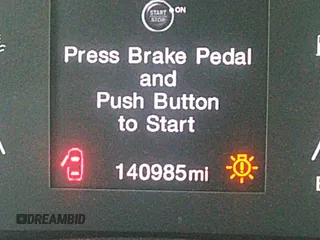 START
STOP
ON
Press Brake Pedal
and
Push Button
to Start
140985mi
E
DREAMBID